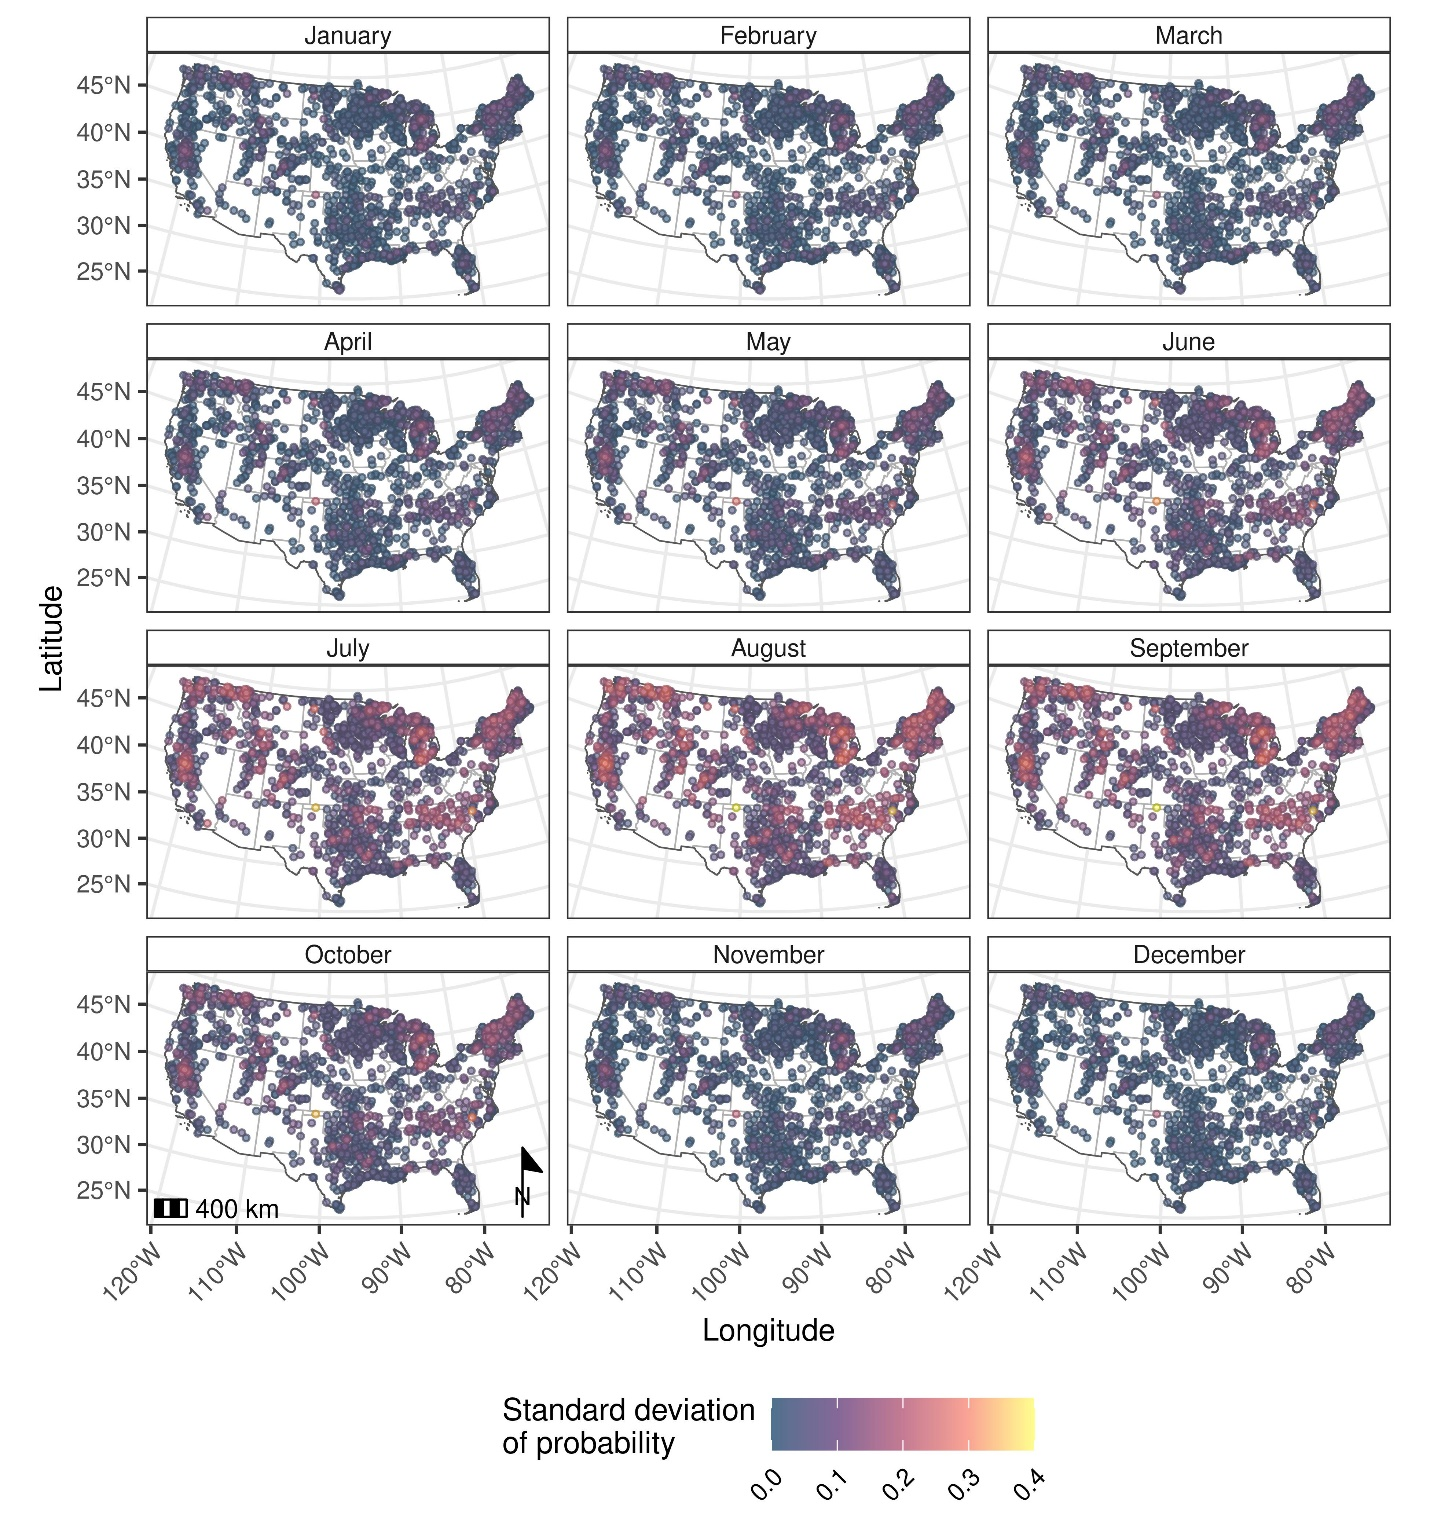 January
February
March
45°N
40°N
35°N
30°N
25°N
April
May
June
45°N
40°N
35°N
30°N
25°N
July
August
September
45°N
40°N
35°N
30°N
25°N
October
November
December
45°N
40°N
35°N
30°N
25°N
400 km
N
120°W
110°W
100°W
90°W
80°W
120°W
110°W
100°W
90°W
80°W
120°W
110°W
100°W
90°W
80°W
Latitude
Longitude
Standard deviation
of probability
0.0
0.1
0.2
0.3
0.4